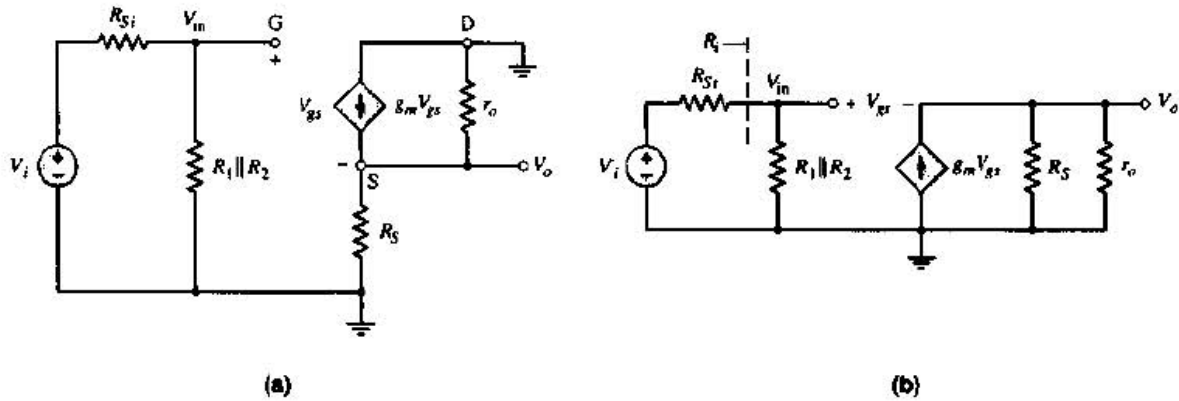 R_Si
V_in
G
+
V_i
+
−
R_1 || R_2
D
V_gs
g_m V_gs
r_o
−
S
V_o
R_S
(a)
R_i
R_Si
V_in
+ V_gs −
V_o
V_i
+
−
R_1 || R_2
g_m V_gs
R_S
r_o
(b)